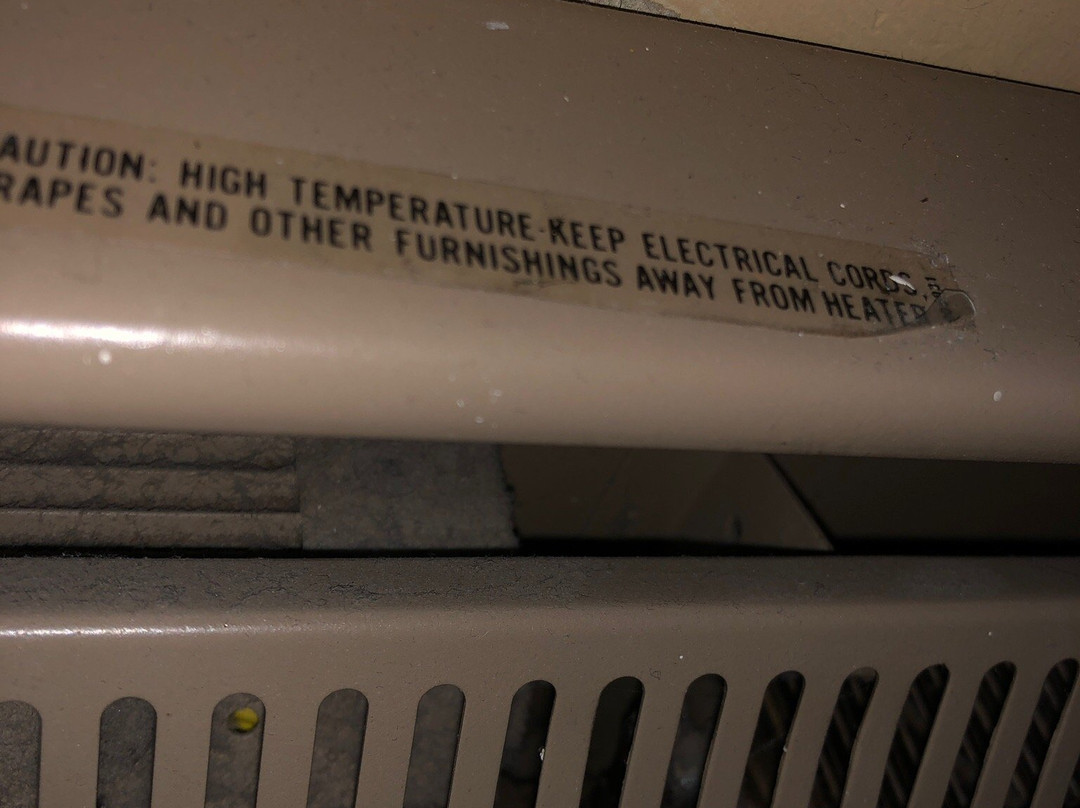 AUTION: HIGH TEMPERATURE-KEEP ELECTRICAL CORDS,
RAPES AND OTHER FURNISHINGS AWAY FROM HEATER